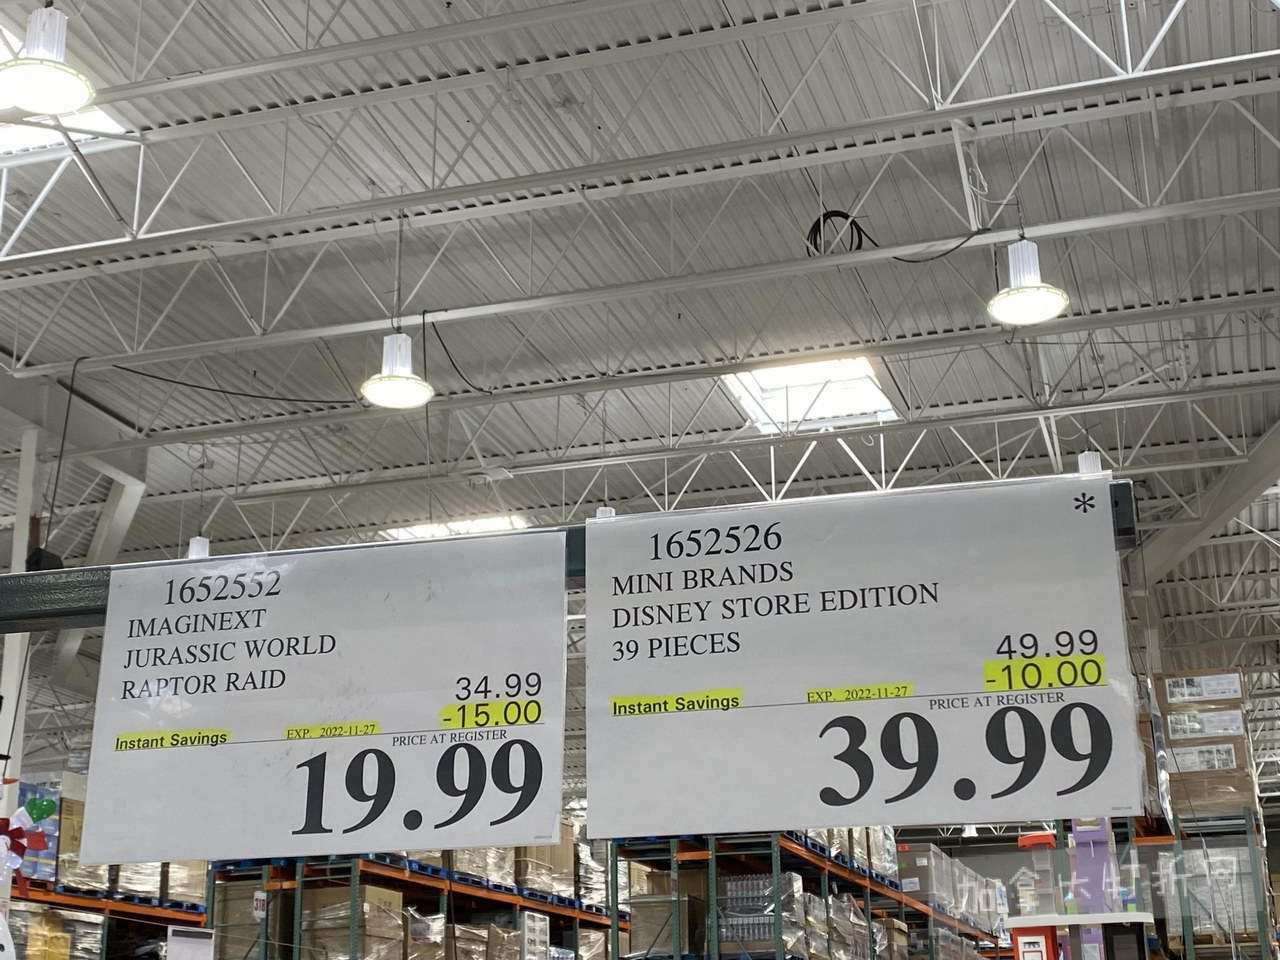 1652552
IMAGINEXT
JURASSIC WORLD
RAPTOR RAID
34.99
-15.00
Instant Savings
EXP. 2022-11-27
PRICE AT REGISTER
19.99
*
1652526
MINI BRANDS
DISNEY STORE EDITION
39 PIECES
49.99
-10.00
Instant Savings
EXP. 2022-11-27
PRICE AT REGISTER
39.99
318